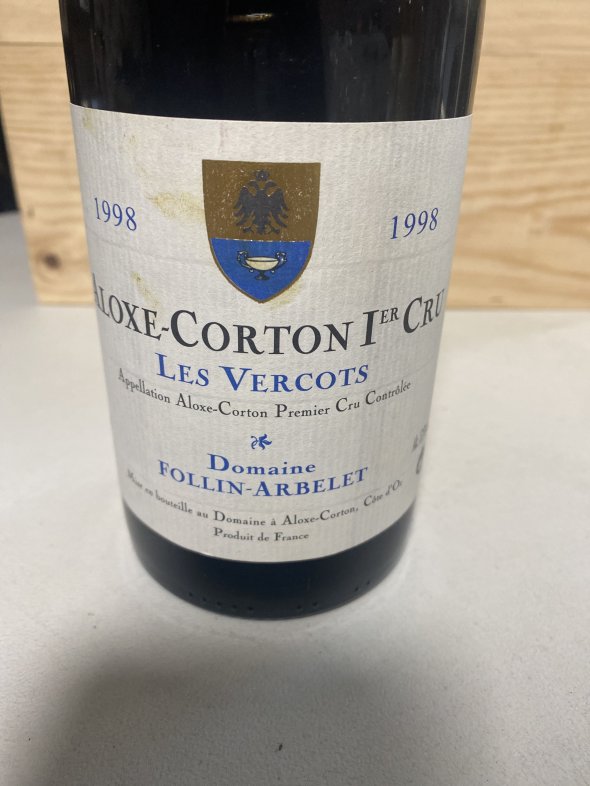 1998
1998
Aloxe-Corton 1er Cru
Les Vercots
Appellation Aloxe-Corton Premier Cru Contrôlée
Domaine
FOLLIN-ARBELET
Mise en bouteille au Domaine à Aloxe-Corton, Côte d'Or
Produit de France